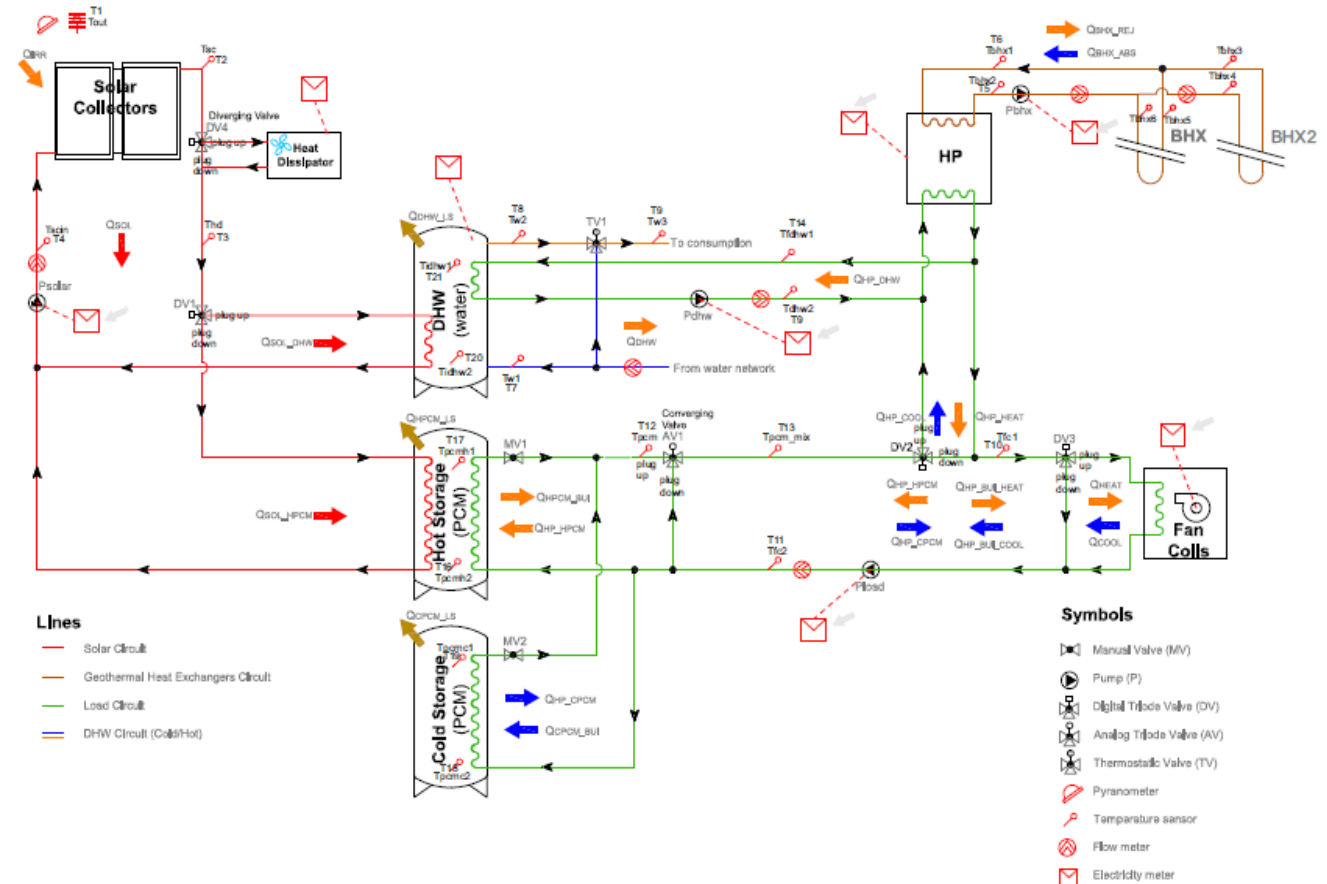 T1
Tout
QIRR
Solar
Collectors
Tsc
T2
Diverging Valve
DV4
plug up
plug
down
Heat
Dissipator
Tscin
T4
QSOL
Thd
T3
Psollar
DV1
plug up
plug
down
QSOL_DHW
QSOL_HPCM
QDHW_LS
T8
Tw2
TV1
T9
Tw3
To consumption
T14
Tfdhw1
Tidhw1
T21
DHW
(water)
QHP_DHW
Pdhw
Tdhw2
T9
QDHW
T20
Tidhw2
Tw1
T7
From water network
T6
Tbhx1
QBHX_REJ
QBHX_ABS
Tbhx3
Tbhx2
T5
Pbhx
Tbhx4
Tbhx6
Tbhx5
HP
BHX
BHX2
QHPCM_LS
T17
Tpcmh1
MV1
Hot Storage
(PCM)
QHPCM_BUI
QHP_HPCM
T16
Tpcmh2
T12
Tpcm
plug
up
Converging
Valve
AV1
plug
down
T13
Tpcm_mix
QHP_COOL
plug
up
QHP_HEAT
DV2
plug
down
Tfc1
T10
DV3
plug
up
plug
down
QHP_HPCM
QHP_BUI_HEAT
QHEAT
QHP_CPCM
QHP_BUI_COOL
QCOOL
Fan
Coils
T11
Tfc2
Pload
QCPCM_LS
Tpcmc1
T19
MV2
Cold Storage
(PCM)
QHP_CPCM
QCPCM_BUI
T18
Tpcmc2
Lines
Solar Circuit
Geothermal Heat Exchangers Circuit
Load Circuit
DHW Circuit (Cold/Hot)
Symbols
Manual Valve (MV)
Pump (P)
Digital Triode Valve (DV)
Analog Triode Valve (AV)
Thermostatic Valve (TV)
Pyranometer
Temperature sensor
Flow meter
Electricity meter